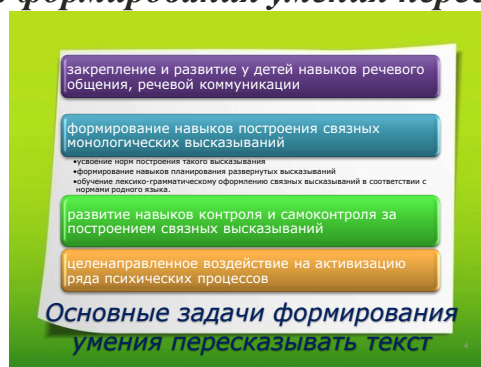 формирования умения
закрепление и развитие у детей навыков речевого
общения, речевой коммуникации
формирование навыков построения связных
монологических высказываний
•усвоение норм построения такого высказывания
•формирование навыков планирования развернутых высказываний
•обучение лексико-грамматическому оформлению связных высказываний в соответствии с
нормами родного языка.
развитие навыков контроля и самоконтроля за
построением связных высказываний
целенаправленное воздействие на активизацию
ряда психических процессов
Основные задачи формирования
умения пересказывать текст
4